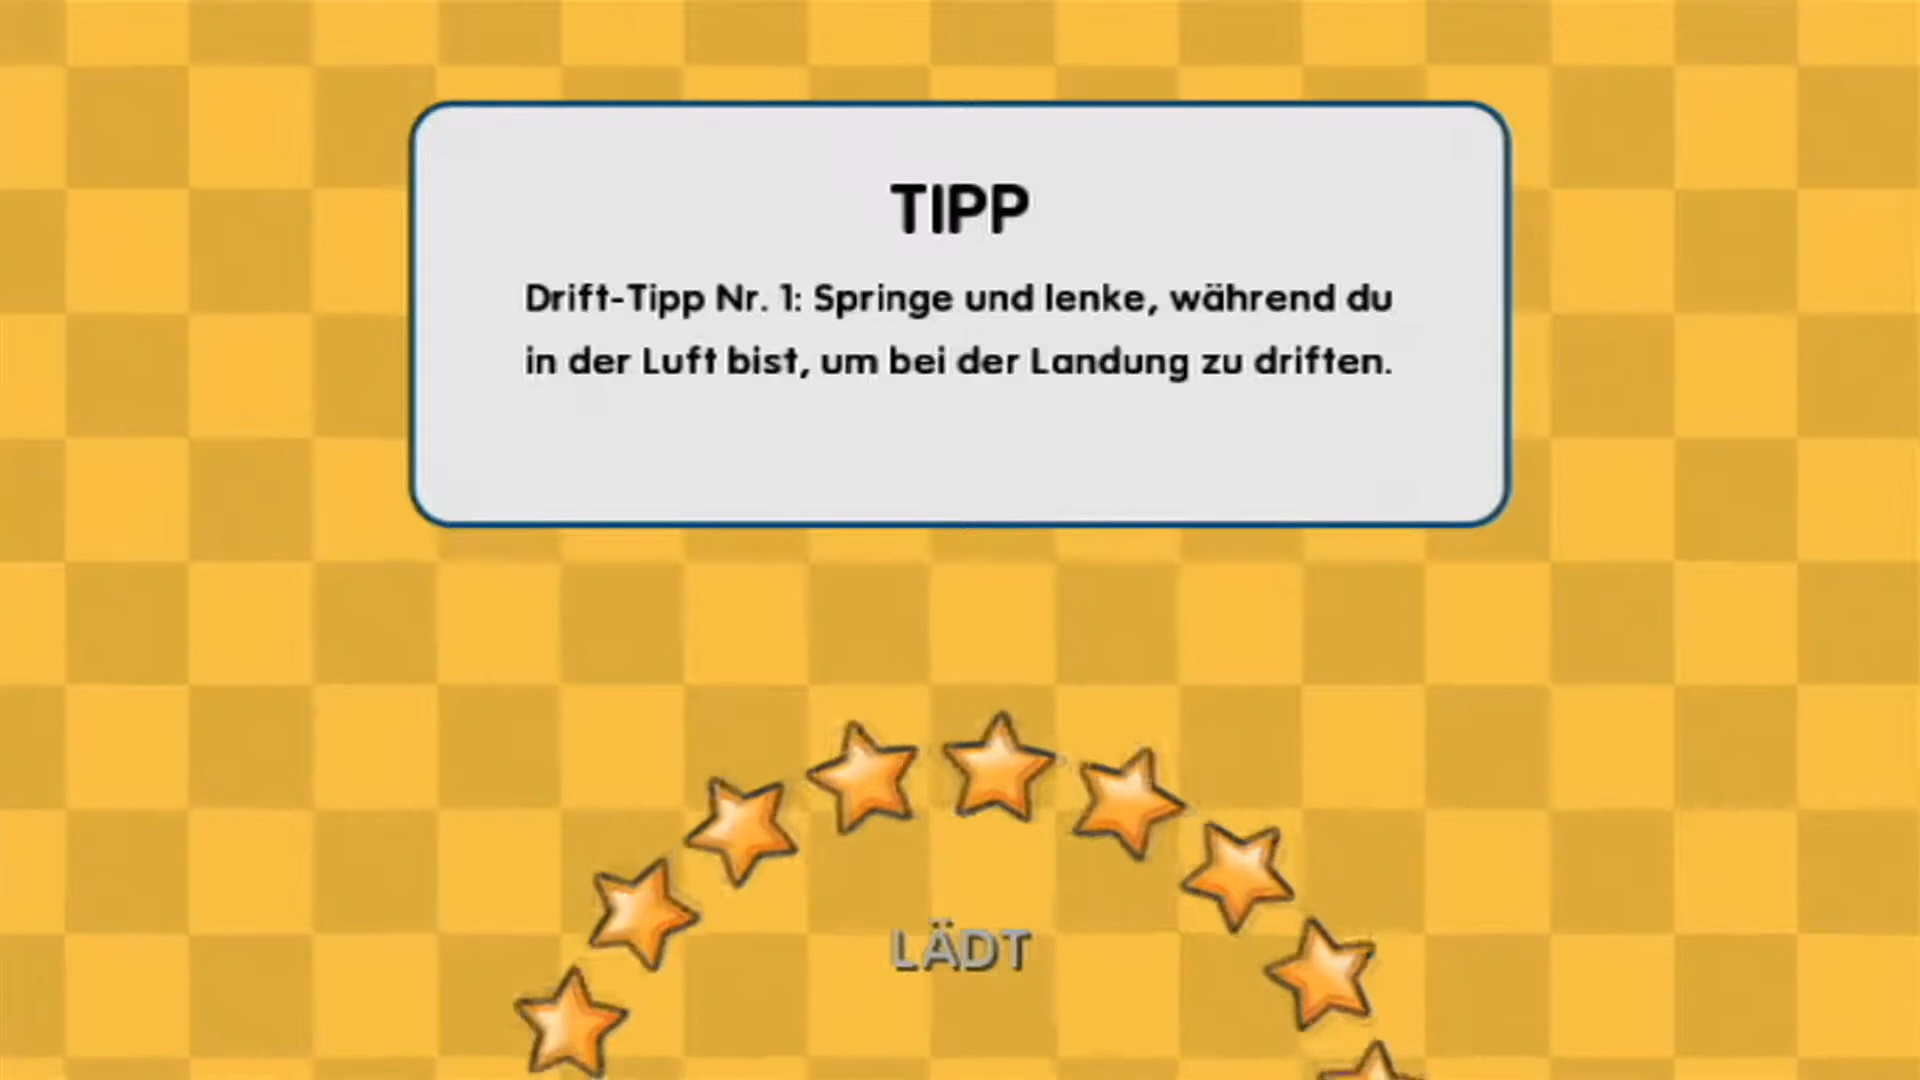 TIPP
Drift-Tipp Nr. 1: Springe und lenke, während du
in der Luft bist, um bei der Landung zu driften.
LÄDT